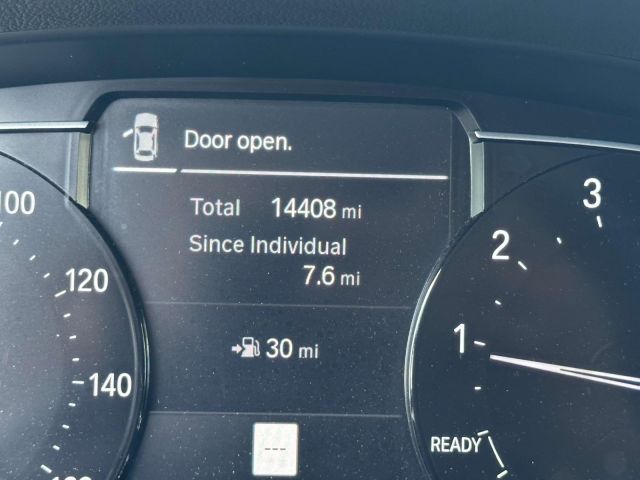 Door open.
Total 14408 mi
Since Individual
7.6 mi
30 mi
---
100
120
140
3
2
1
READY